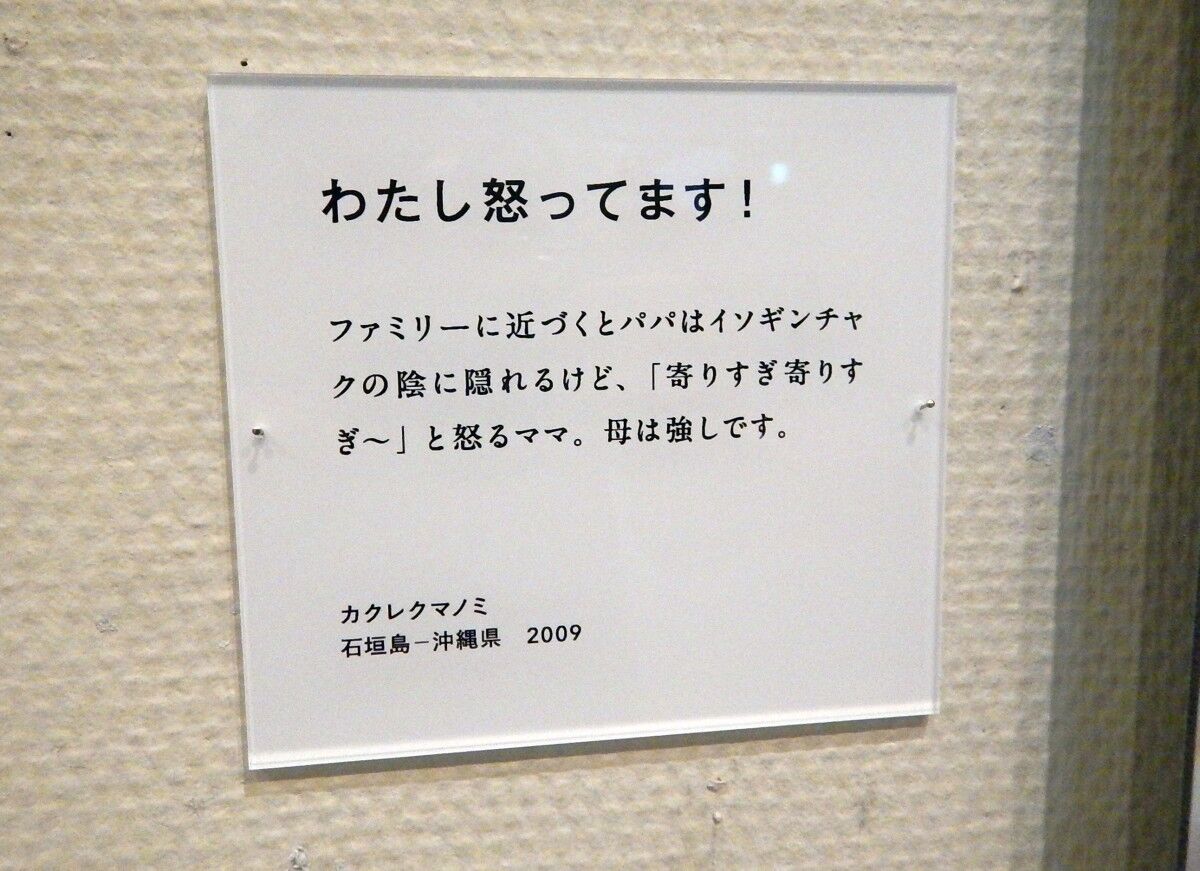 わたし怒ってます!
ファミリーに近づくとパパはイソギンチャ
クの陰に隠れるけど、「寄りすぎ寄りす
ぎ〜」と怒るママ。母は強しです。
カクレクマノミ
石垣島−沖縄県　2009